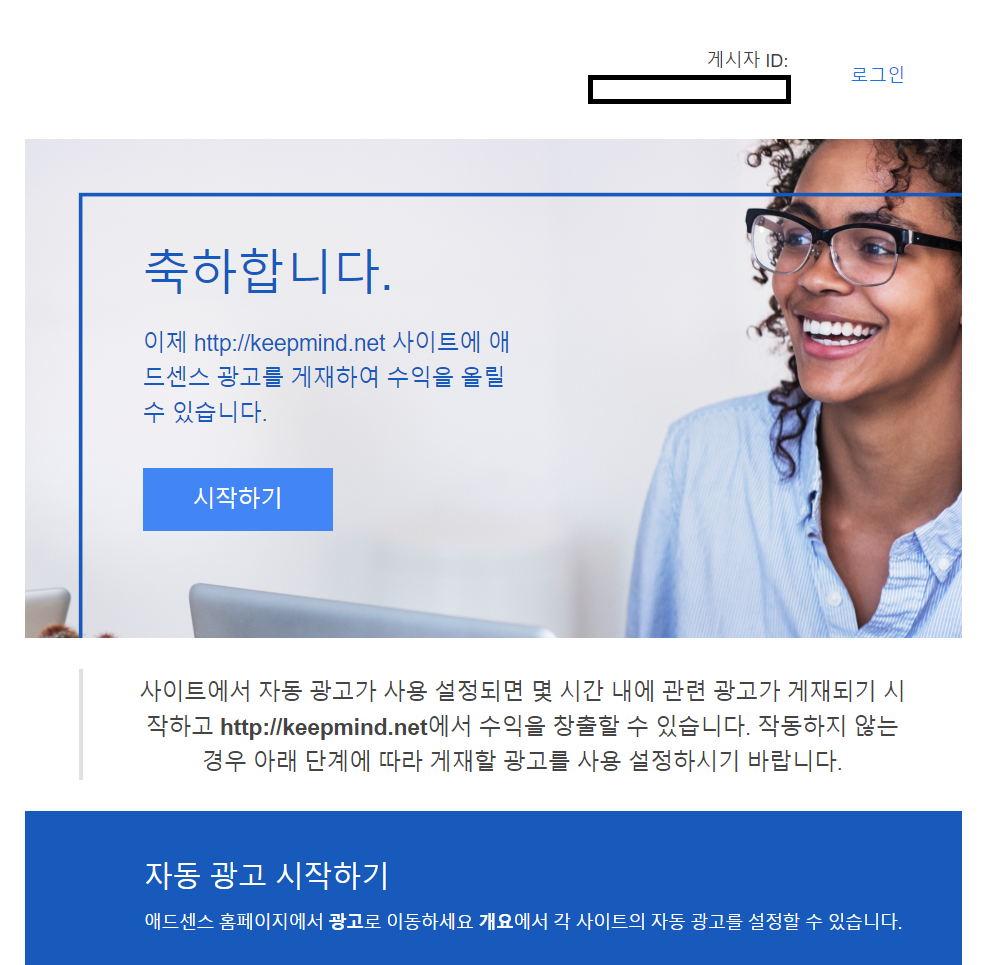 게시자 ID:
로그인
축하합니다.
이제 http://keepmind.net 사이트에 애
드센스 광고를 게재하여 수익을 올릴
수 있습니다.
시작하기
사이트에서 자동 광고가 사용 설정되면 몇 시간 내에 관련 광고가 게재되기 시
작하고 http://keepmind.net에서 수익을 창출할 수 있습니다. 작동하지 않는
경우 아래 단계에 따라 게재할 광고를 사용 설정하시기 바랍니다.
자동 광고 시작하기
애드센스 홈페이지에서 광고로 이동하세요 개요에서 각 사이트의 자동 광고를 설정할 수 있습니다.